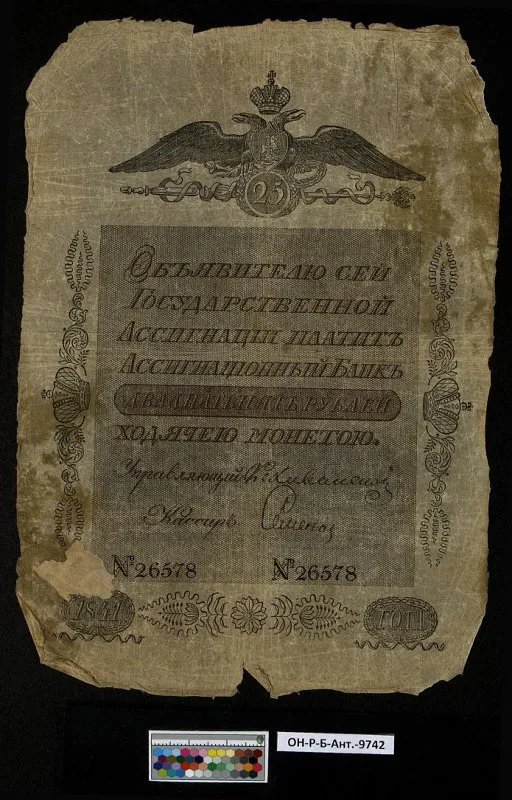 25
Объявителю сей
Государственной
Ассигнаціи платитъ
Ассигнаціонный Банкъ
ДВАДЦАТЬ ПЯТЬ РУБЛЕЙ
ходячею монетою.
Управляющій
Кассиръ
№ 26578 № 26578
1841 ГОДА
ОН-Р-Б-Ант.-9742